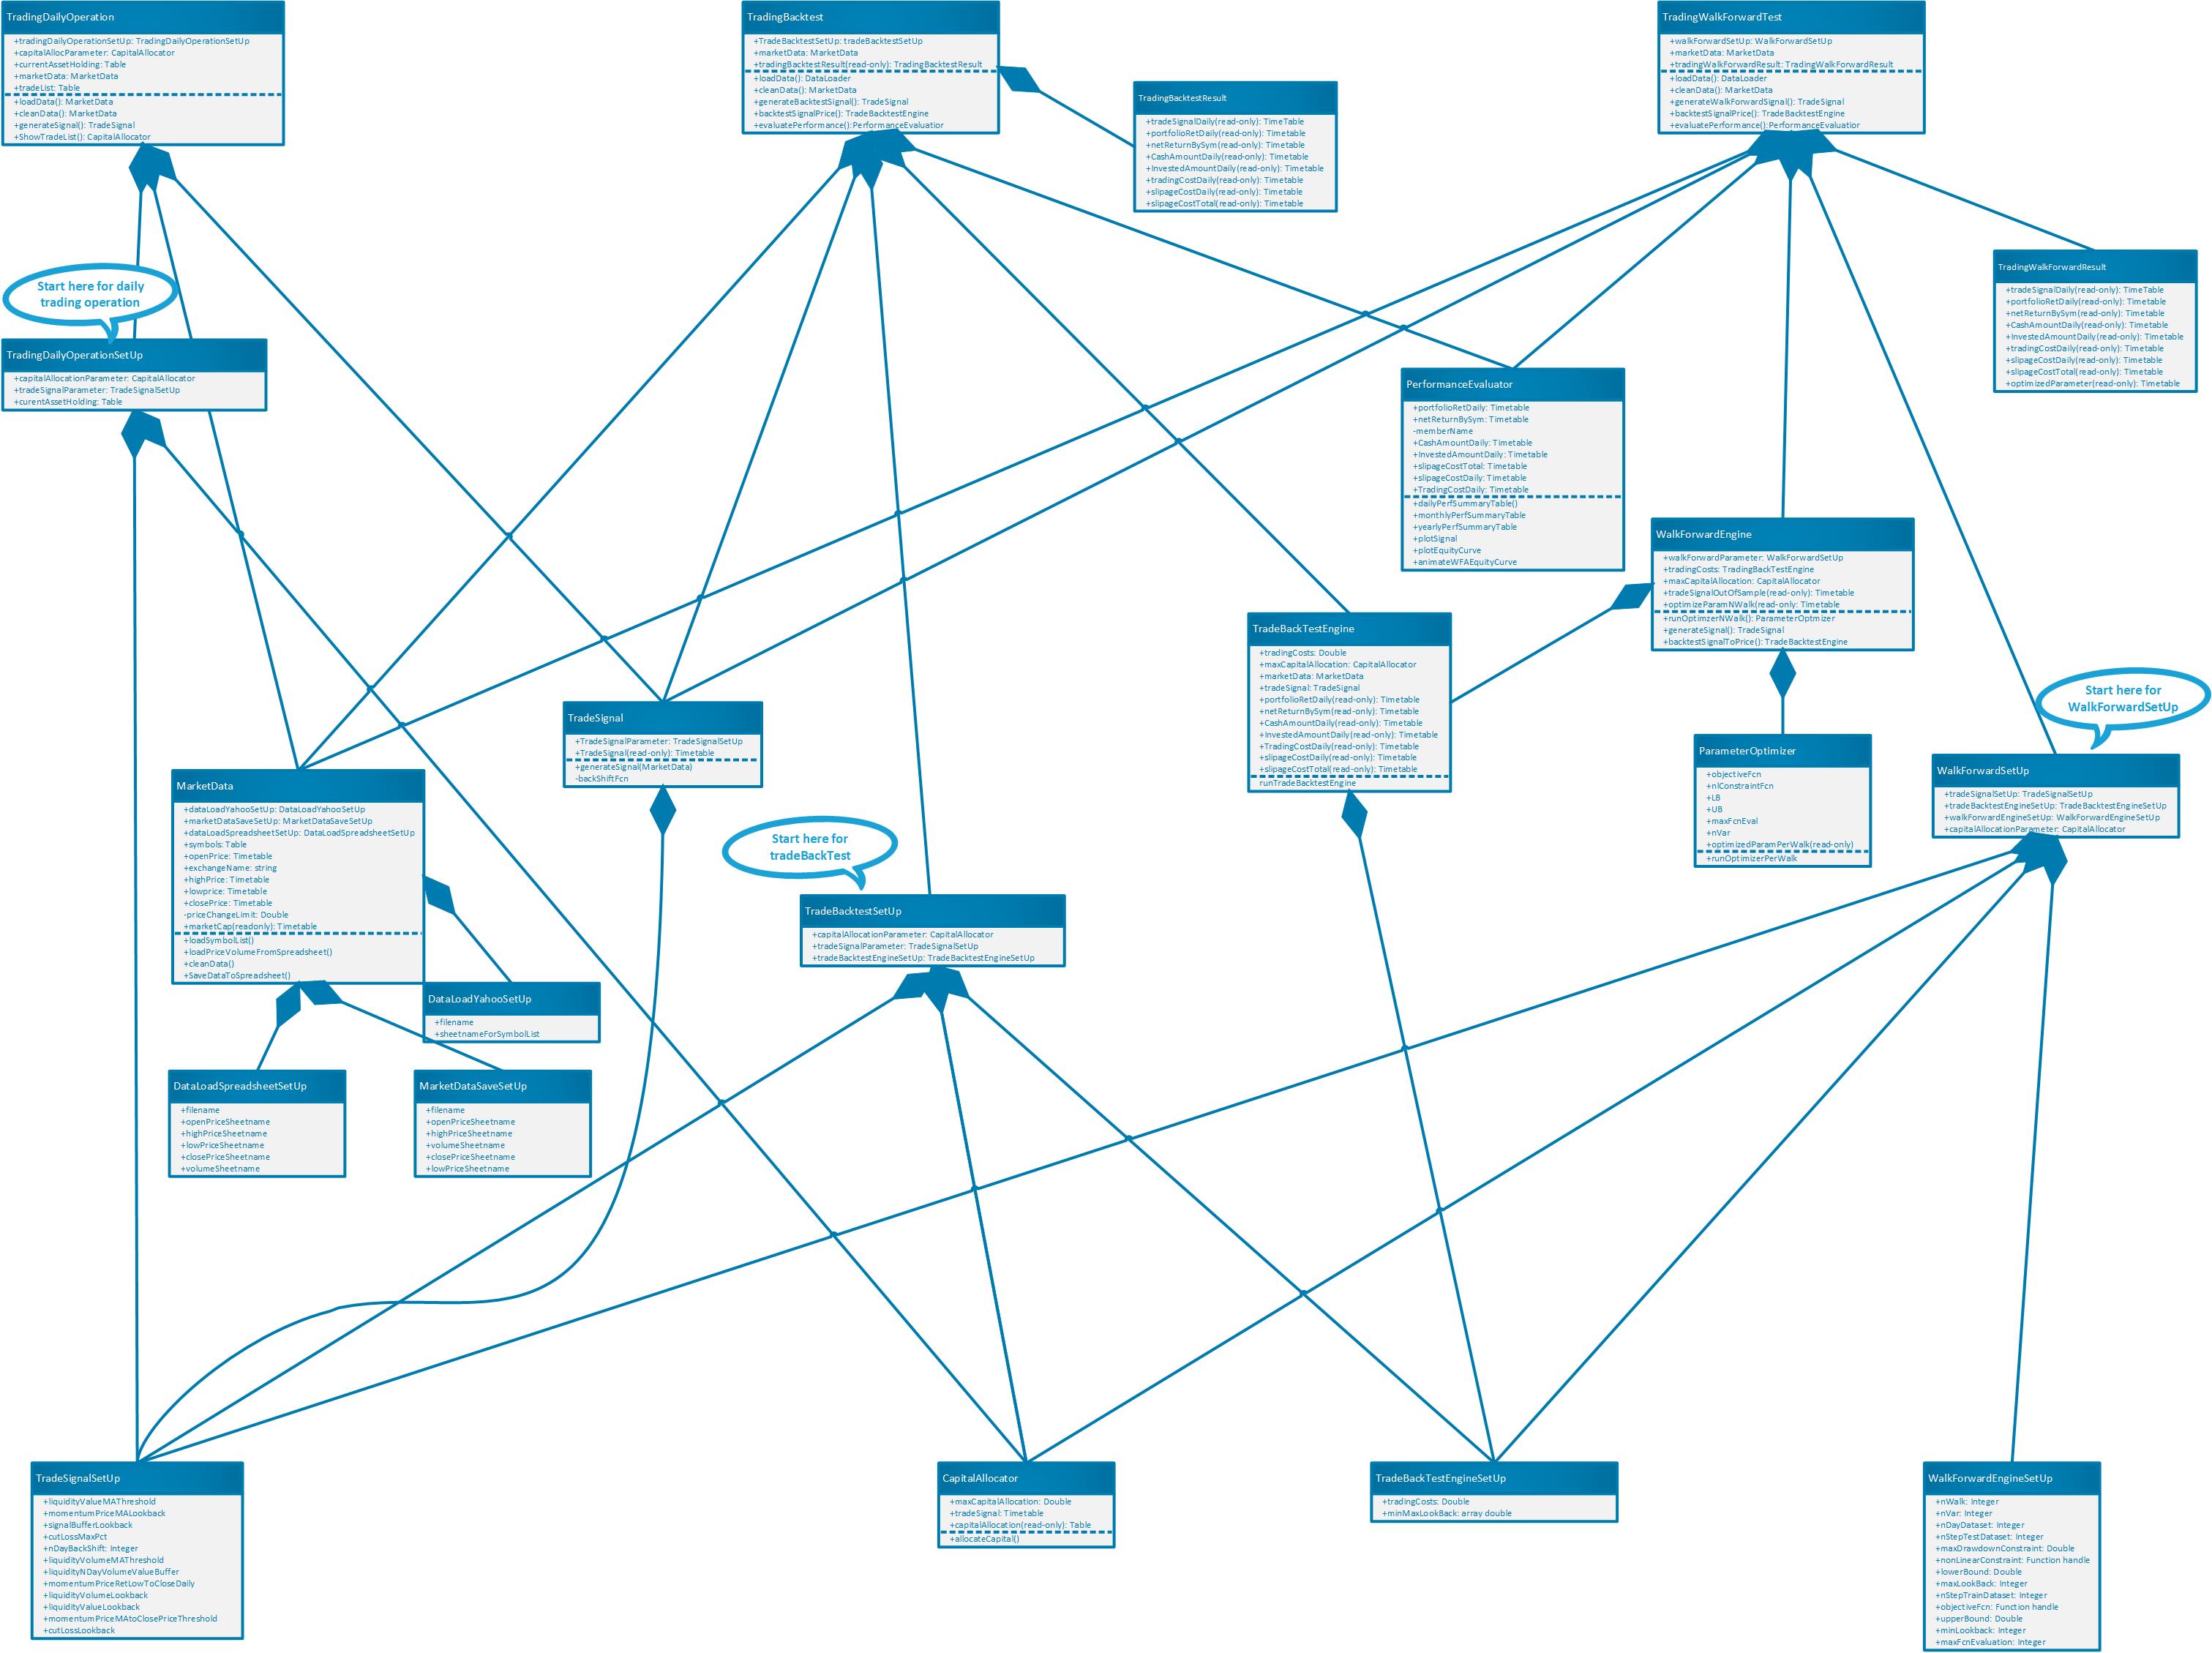 TradingDailyOperation
+tradingDailyOperationSetUp: TradingDailyOperationSetUp
+capitalAllocParameter: CapitalAllocator
+currentAssetHolding: Table
+marketData: MarketData
+tradeList: Table
+loadData(): MarketData
+cleanData(): MarketData
+generateSignal(): TradeSignal
+ShowTradeList(): CapitalAllocator
TradingBacktest
+TradeBacktestSetUp: tradeBacktestSetUp
+marketData: MarketData
+tradingBacktestResult(read-only): TradingBacktestResult
+loadData(): DataLoader
+cleanData(): MarketData
+generateBacktestSignal(): TradeSignal
+backtestSignalPrice(): TradeBacktestEngine
+evaluatePerformance():PerformanceEvaluatior
TradingBacktestResult
+tradeSignalDaily(read-only): TimeTable
+portfolioRetDaily(read-only): Timetable
+netReturnBySym(read-only): Timetable
+CashAmountDaily(read-only): Timetable
+InvestedAmountDaily(read-only): Timetable
+tradingCostDaily(read-only): Timetable
+slipageCostDaily(read-only): Timetable
+slipageCostTotal(read-only): Timetable
TradingWalkForwardTest
+walkForwardSetUp: WalkForwardSetUp
+marketData: MarketData
+tradingWalkForwardResult: TradingWalkForwardResult
+loadData(): DataLoader
+cleanData(): MarketData
+generateWalkForwardSignal(): TradeSignal
+backtestSignalPrice(): TradeBacktestEngine
+evaluatePerformance():PerformanceEvaluatior
TradingWalkForwardResult
+tradeSignalDaily(read-only): TimeTable
+portfolioRetDaily(read-only): Timetable
+netReturnBySym(read-only): Timetable
+CashAmountDaily(read-only): Timetable
+InvestedAmountDaily(read-only): Timetable
+tradingCostDaily(read-only): Timetable
+slipageCostDaily(read-only): Timetable
+slipageCostTotal(read-only): Timetable
+optimizedParameter(read-only): Timetable
Start here for daily
trading operation
TradingDailyOperationSetUp
+capitalAllocationParameter: CapitalAllocator
+tradeSignalParameter: TradeSignalSetUp
+curentAssetHolding: Table
PerformanceEvaluator
+portfolioRetDaily: Timetable
+netReturnBySym: Timetable
-memberName
+CashAmountDaily: Timetable
+InvestedAmountDaily: Timetable
+slipageCostTotal: Timetable
+slipageCostDaily: Timetable
+TradingCostDaily: Timetable
+dailyPerfSummaryTable()
+monthlyPerfSummaryTable
+yearlyPerfSummaryTable
+plotSignal
+plotEquityCurve
+animateWFAEquityCurve
WalkForwardEngine
+walkForwardParameter: WalkForwardSetUp
+tradingCosts: TradingBackTestEngine
+maxCapitalAllocation: CapitalAllocator
+tradeSignalOutOfSample(read-only): Timetable
+optimizeParamNWalk(read-only: Timetable
+runOptimzerNWalk(): ParameterOptmizer
+generateSignal(): TradeSignal
+backtestSignalToPrice(): TradeBacktestEngine
TradeBackTestEngine
+tradingCosts: Double
+maxCapitalAllocation: CapitalAllocator
+marketData: MarketData
+tradeSignal: TradeSignal
+portfolioRetDaily(read-only): Timetable
+netReturnBySym(read-only): Timetable
+CashAmountDaily(read-only): Timetable
+InvestedAmountDaily(read-only): Timetable
+TradingCostDaily(read-only): Timetable
+slipageCostDaily(read-only): Timetable
+slipageCostTotal(read-only): Timetable
runTradeBacktestEngine
ParameterOptimizer
+objectiveFcn
+nlConstraintFcn
+LB
+UB
+maxFcnEval
+nVar
+optimizedParamPerWalk(read-only)
+runOptimizerPerWalk
Start here for
WalkForwardSetUp
WalkForwardSetUp
+tradeSignalSetUp: TradeSignalSetUp
+tradeBacktestEngineSetUp: TradeBacktestEngineSetUp
+walkForwardEngineSetUp: WalkForwardEngineSetUp
+capitalAllocationParameter: CapitalAllocator
TradeSignal
+TradeSignalParameter: TradeSignalSetUp
+TradeSignal(read-only): Timetable
+generateSignal(MarketData)
-backShiftFcn
MarketData
+dataLoadYahooSetUp: DataLoadYahooSetUp
+marketDataSaveSetUp: MarketDataSaveSetUp
+dataLoadSpreadsheetSetUp: DataLoadSpreadsheetSetUp
+symbols: Table
+openPrice: Timetable
+exchangeName: string
+highPrice: Timetable
+lowprice: Timetable
+closePrice: Timetable
-priceChangeLimit: Double
+marketCap(readonly): Timetable
+loadSymbolList()
+loadPriceVolumeFromSpreadsheet()
+cleanData()
+SaveDataToSpreadsheet()
Start here for
tradeBackTest
TradeBacktestSetUp
+capitalAllocationParameter: CapitalAllocator
+tradeSignalParameter: TradeSignalSetUp
+tradeBacktestEngineSetUp: TradeBacktestEngineSetUp
DataLoadYahooSetUp
+filename
+sheetnameForSymbolList
DataLoadSpreadsheetSetUp
+filename
+openPriceSheetname
+highPriceSheetname
+lowPriceSheetname
+closePriceSheetname
+volumeSheetname
MarketDataSaveSetUp
+filename
+openPriceSheetname
+highPriceSheetname
+volumeSheetname
+closePriceSheetname
+lowPriceSheetname
TradeSignalSetUp
+liquidityValueMAThreshold
+momentumPriceMALookback
+signalBufferLookback
+cutLossMaxPct
+nDayBackShift: Integer
+liquidityVolumeMAThreshold
+liquidityNDayVolumeValueBuffer
+momentumPriceRetLowToCloseDaily
+liquidityVolumeLookback
+liquidityValueLookback
+momentumPriceMAtoClosePriceThreshold
+cutLossLookback
CapitalAllocator
+maxCapitalAllocation: Double
+tradeSignal: Timetable
+capitalAllocation(read-only): Table
+allocateCapital()
TradeBackTestEngineSetUp
+tradingCosts: Double
+minMaxLookBack: array double
WalkForwardEngineSetUp
+nWalk: Integer
+nVar: Integer
+nDayDataset: Integer
+nStepTestDataset: Integer
+maxDrawdownConstraint: Double
+nonLinearConstraint: Function handle
+lowerBound: Double
+maxLookBack: Integer
+nStepTrainDataset: Integer
+objectiveFcn: Function handle
+upperBound: Double
+minLookback: Integer
+maxFcnEvaluation: Integer